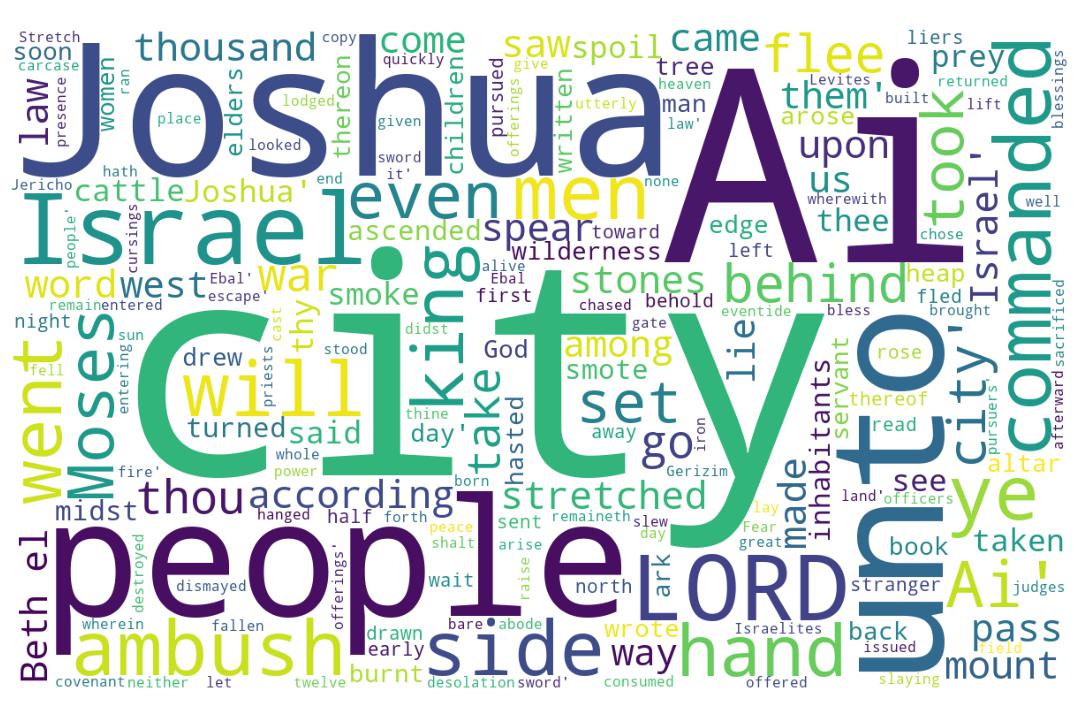 Stretch
carcase
soon
law
presence
women
ran
thousand
copy
come
quickly
saw
spoil
give
came
flee
liers
prey
returned
commanded
blessings
Joshua
place
elders
looked
lodged
thereon
given
sword
it'
children
pursued
offerings
written
utterly
tree
heaven
man
law'
none
Ai
Levites
them'
arose
built
lift
upon
us
wherewith
thee
took
chose
Israel'
well
Jericho
hath
cattle
Joshua'
end
even
men
edge
left
Israel
people'
cursings
ascended
spear
toward
wilderness
word
west
Ebal'
escape'
war
smoke
king
alive
Ebal
first
stones
chased
behold
behind
heap
fled
brought
remain
entered
night
sun
fell
went
Moses
entering
city
thy
cast
didst
gate
eventide
bless
unto
city'
sacrificed
drew
priests
stood
will
God
among
smote
lie
servant
rose
thereof
read
pursuers'
afterward
turned
said
thine
day'
take
hasted
set
away
go
iron
inhabitants
whole
power
fire'
born
Gerizim
made
land'
officers
see
altar
ye
thou
according
stretched
lay
midst
hanged
half
forth
peace
shalt
sent
arise
remaineth
slew
day
Fear
great
book
taken
people
destroyed
dismayed
offerings'
wait
raise
north
ark
LORD
stranger
Ai'
judges
Beth el
wherein
fallen
ambush
drawn
early
bare
abode
side
wrote
way
Israelites
hand
back
issued
pass
field
mount
burnt
covenant
neither
let
twelve
desolation
sword'
consumed
offered
slaying